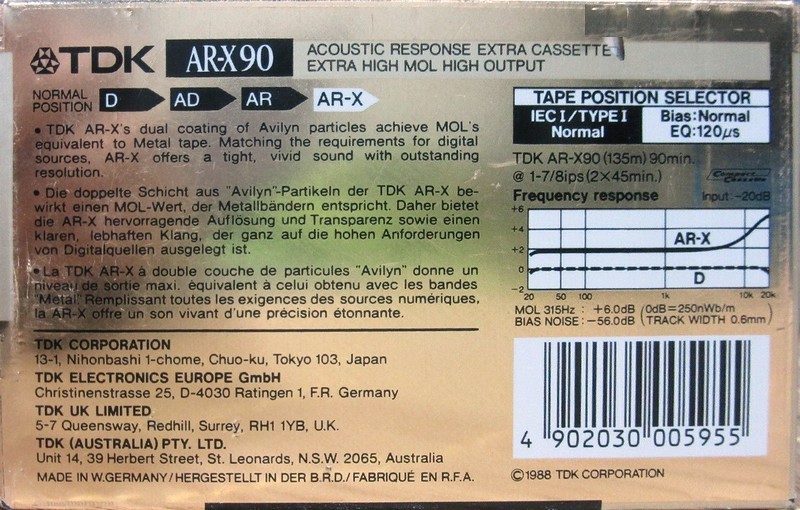 TDK AR-X90 ACOUSTIC RESPONSE EXTRA CASSETTE
EXTRA HIGH MOL HIGH OUTPUT
NORMAL POSITION D AD AR AR-X
• TDK AR-X's dual coating of Avilyn particles achieve MOL's
equivalent to Metal tape. Matching the requirements for digital
sources, AR-X offers a tight, vivid sound with outstanding
resolution.
• Die doppelte Schicht aus "Avilyn"-Partikeln der TDK AR-X be-
wirkt einen MOL-Wert, der Metallbändern entspricht. Daher bietet
die AR-X hervorragende Auflösung und Transparenz sowie einen
klaren, lebhaften Klang, der ganz auf die hohen Anforderungen
von Digitalquellen ausgelegt ist.
• La TDK AR-X à double couche de particules "Avilyn" donne un
niveau de sortie maxi. équivalent à celui obtenu avec les bandes
"Metal" Remplissant toutes les exigences des sources numériques,
la AR-X offre un son vivant d'une précision étonnante.
TDK CORPORATION
13-1, Nihonbashi 1-chome, Chuo-ku, Tokyo 103, Japan
TDK ELECTRONICS EUROPE GmbH
Christinenstrasse 25, D-4030 Ratingen 1, F.R. Germany
TDK UK LIMITED
5-7 Queensway, Redhill, Surrey, RH1 1YB, U.K.
TDK (AUSTRALIA) PTY. LTD.
Unit 14, 39 Herbert Street, St. Leonards, N.S.W. 2065, Australia
MADE IN W.GERMANY/HERGESTELLT IN DER B.R.D./FABRIQUÉ EN R.F.A.
TAPE POSITION SELECTOR
IEC I/TYPE I Bias:Normal
Normal EQ:120µs
TDK AR-X90 (135m) 90min.
@ 1-7/8ips (2×45min.)
Compact Cassette
Frequency response Input:-20dB
+6
+4
AR-X
+2
0
D
-2
20 50 100 1k 10k 20k
MOL 315Hz : +6.0dB (0dB=250nWb/m
BIAS NOISE : -56.0dB TRACK WIDTH 0.6mm)
4 902030 005955
©1988 TDK CORPORATION